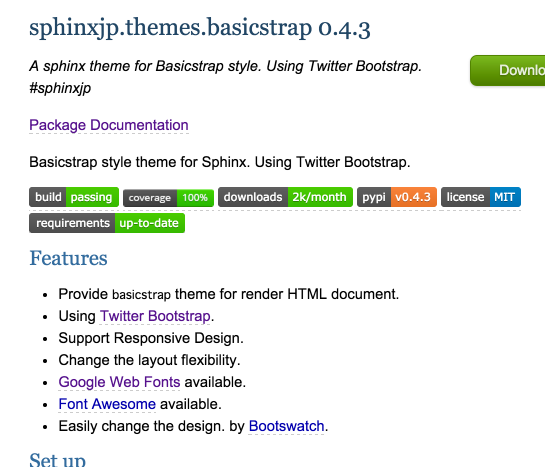 sphinxjp.themes.basicstrap 0.4.3
A sphinx theme for Basicstrap style. Using Twitter Bootstrap.
#sphinxjp
Downlo
Package Documentation
Basicstrap style theme for Sphinx. Using Twitter Bootstrap.
build passing coverage 100% downloads 2k/month pypi v0.4.3 license MIT
requirements up-to-date
Features
• Provide basicstrap theme for render HTML document.
• Using Twitter Bootstrap.
• Support Responsive Design.
• Change the layout flexibility.
• Google Web Fonts available.
• Font Awesome available.
• Easily change the design. by Bootswatch.
Set up